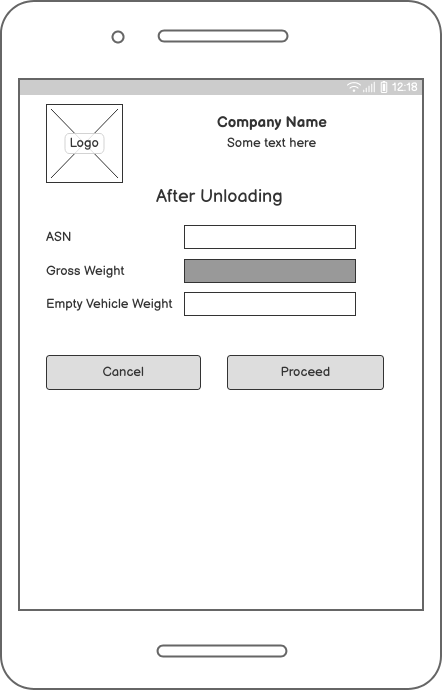 12:18
Logo
Company Name
Some text here
After Unloading
ASN
Gross Weight
Empty Vehicle Weight
Cancel
Proceed